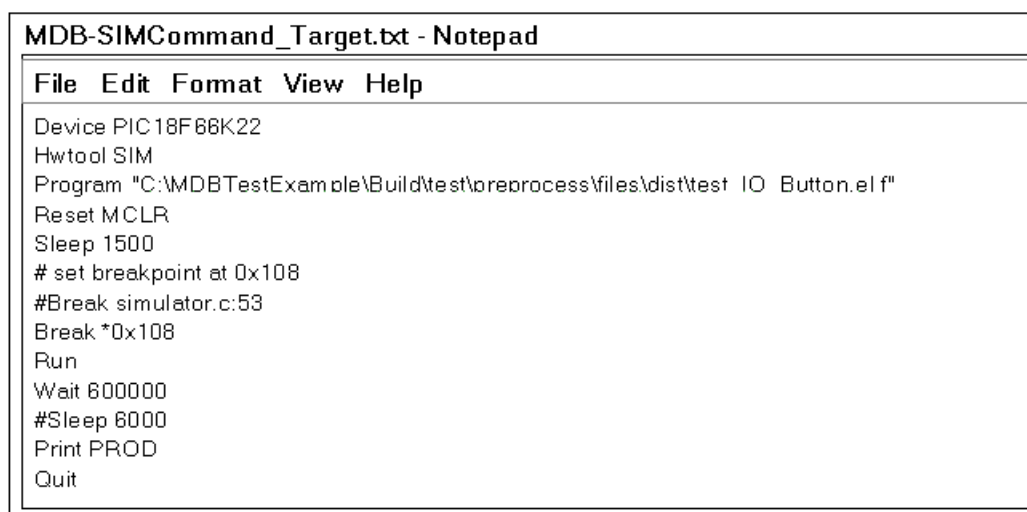 MDB-SIMCommand_Target.txt - Notepad
File Edit Format View Help
Device PIC18F66K22
Hwtool SIM
Program "C:\MDBTestExample\Build\test\preprocess\files\dist\test_IO_Button.elf"
Reset MCLR
Sleep 1500
# set breakpoint at 0x108
#Break simulator.c:53
Break *0x108
Run
Wait 600000
#Sleep 6000
Print PROD
Quit